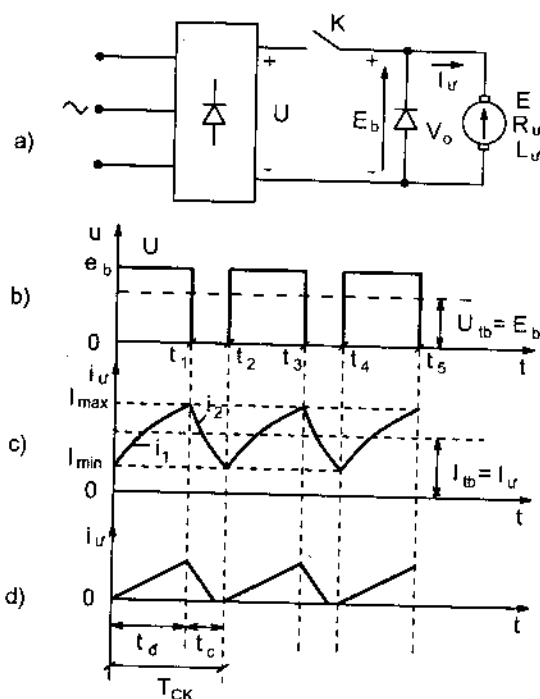 a)
~
+
K
+
U
E_b
V_o
I_ư
E
R_ư
L_ư
-
-
b)
u
U
e_b
0
t_1
t_2
t_3
t_4
t_5
U_tb = E_b
t
c)
i_ư
I_max
i_1
i_2
I_min
0
I_tb = I_ư
t
d)
i_ư
0
t
t_đ
t_c
T_CK